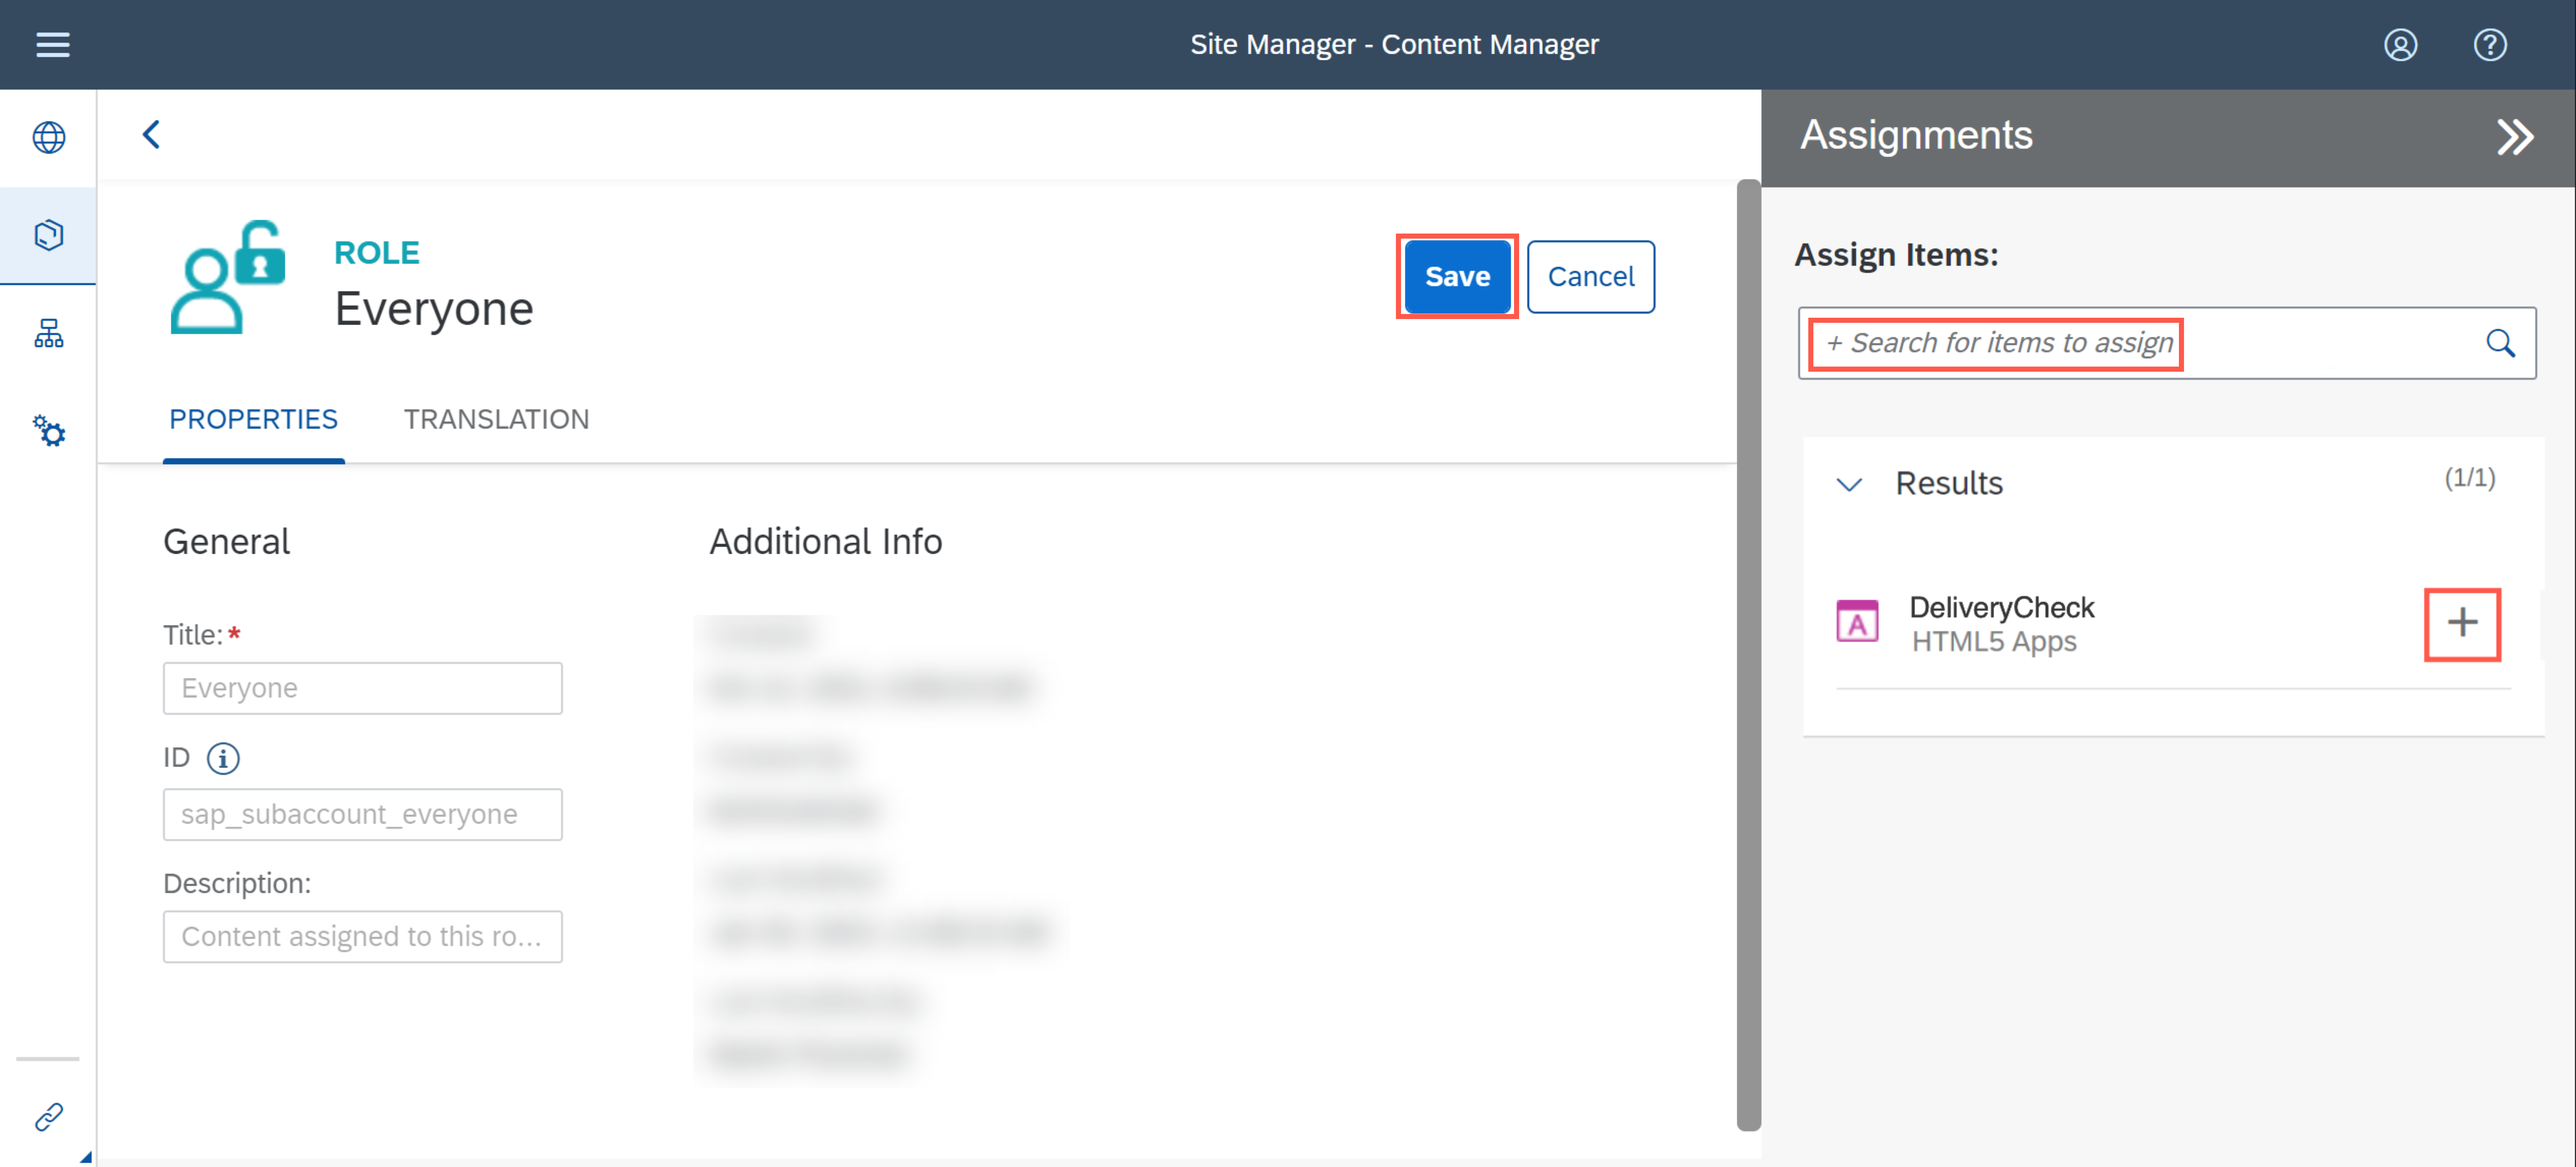 Site Manager - Content Manager
Assignments
ROLE
Everyone
Save
Cancel
Assign Items:
+ Search for items to assign
PROPERTIES
TRANSLATION
Results
(1/1)
General
Additional Info
DeliveryCheck
HTML5 Apps
Title:*
Everyone
ID
sap_subaccount_everyone
Description:
Content assigned to this ro...